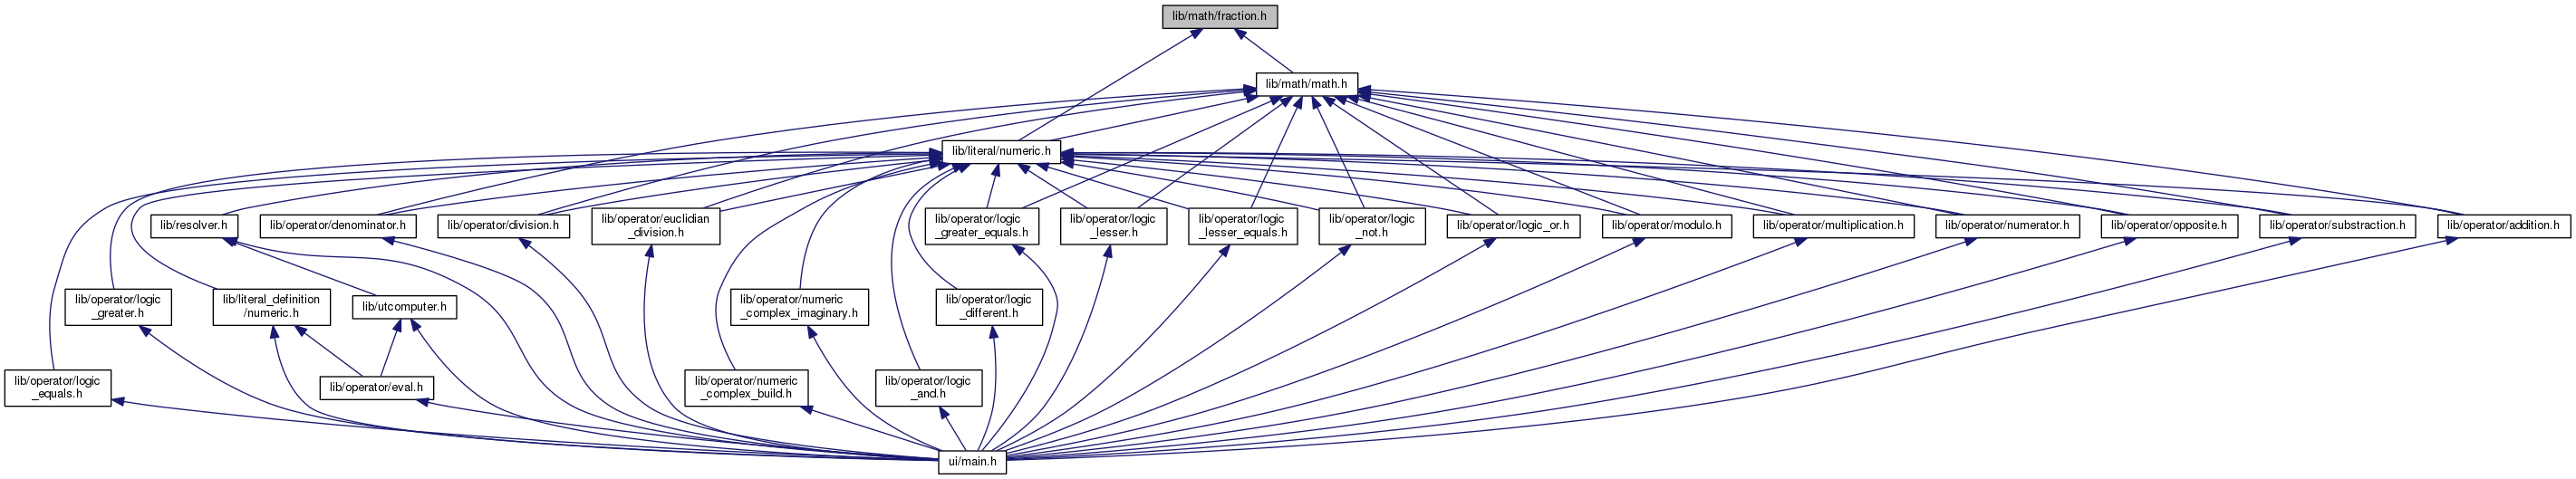 lib/math/fraction.h
lib/math/math.h
lib/literal/numeric.h
lib/resolver.h
lib/operator/denominator.h
lib/operator/division.h
lib/operator/euclidian
_division.h
lib/operator/logic
_greater_equals.h
lib/operator/logic
_lesser.h
lib/operator/logic
_lesser_equals.h
lib/operator/logic
_not.h
lib/operator/logic_or.h
lib/operator/modulo.h
lib/operator/multiplication.h
lib/operator/numerator.h
lib/operator/opposite.h
lib/operator/substraction.h
lib/operator/addition.h
lib/operator/logic
_greater.h
lib/literal_definition
/numeric.h
lib/utcomputer.h
lib/operator/numeric
_complex_imaginary.h
lib/operator/logic
_different.h
lib/operator/logic
_equals.h
lib/operator/eval.h
lib/operator/numeric
_complex_build.h
lib/operator/logic
_and.h
ui/main.h